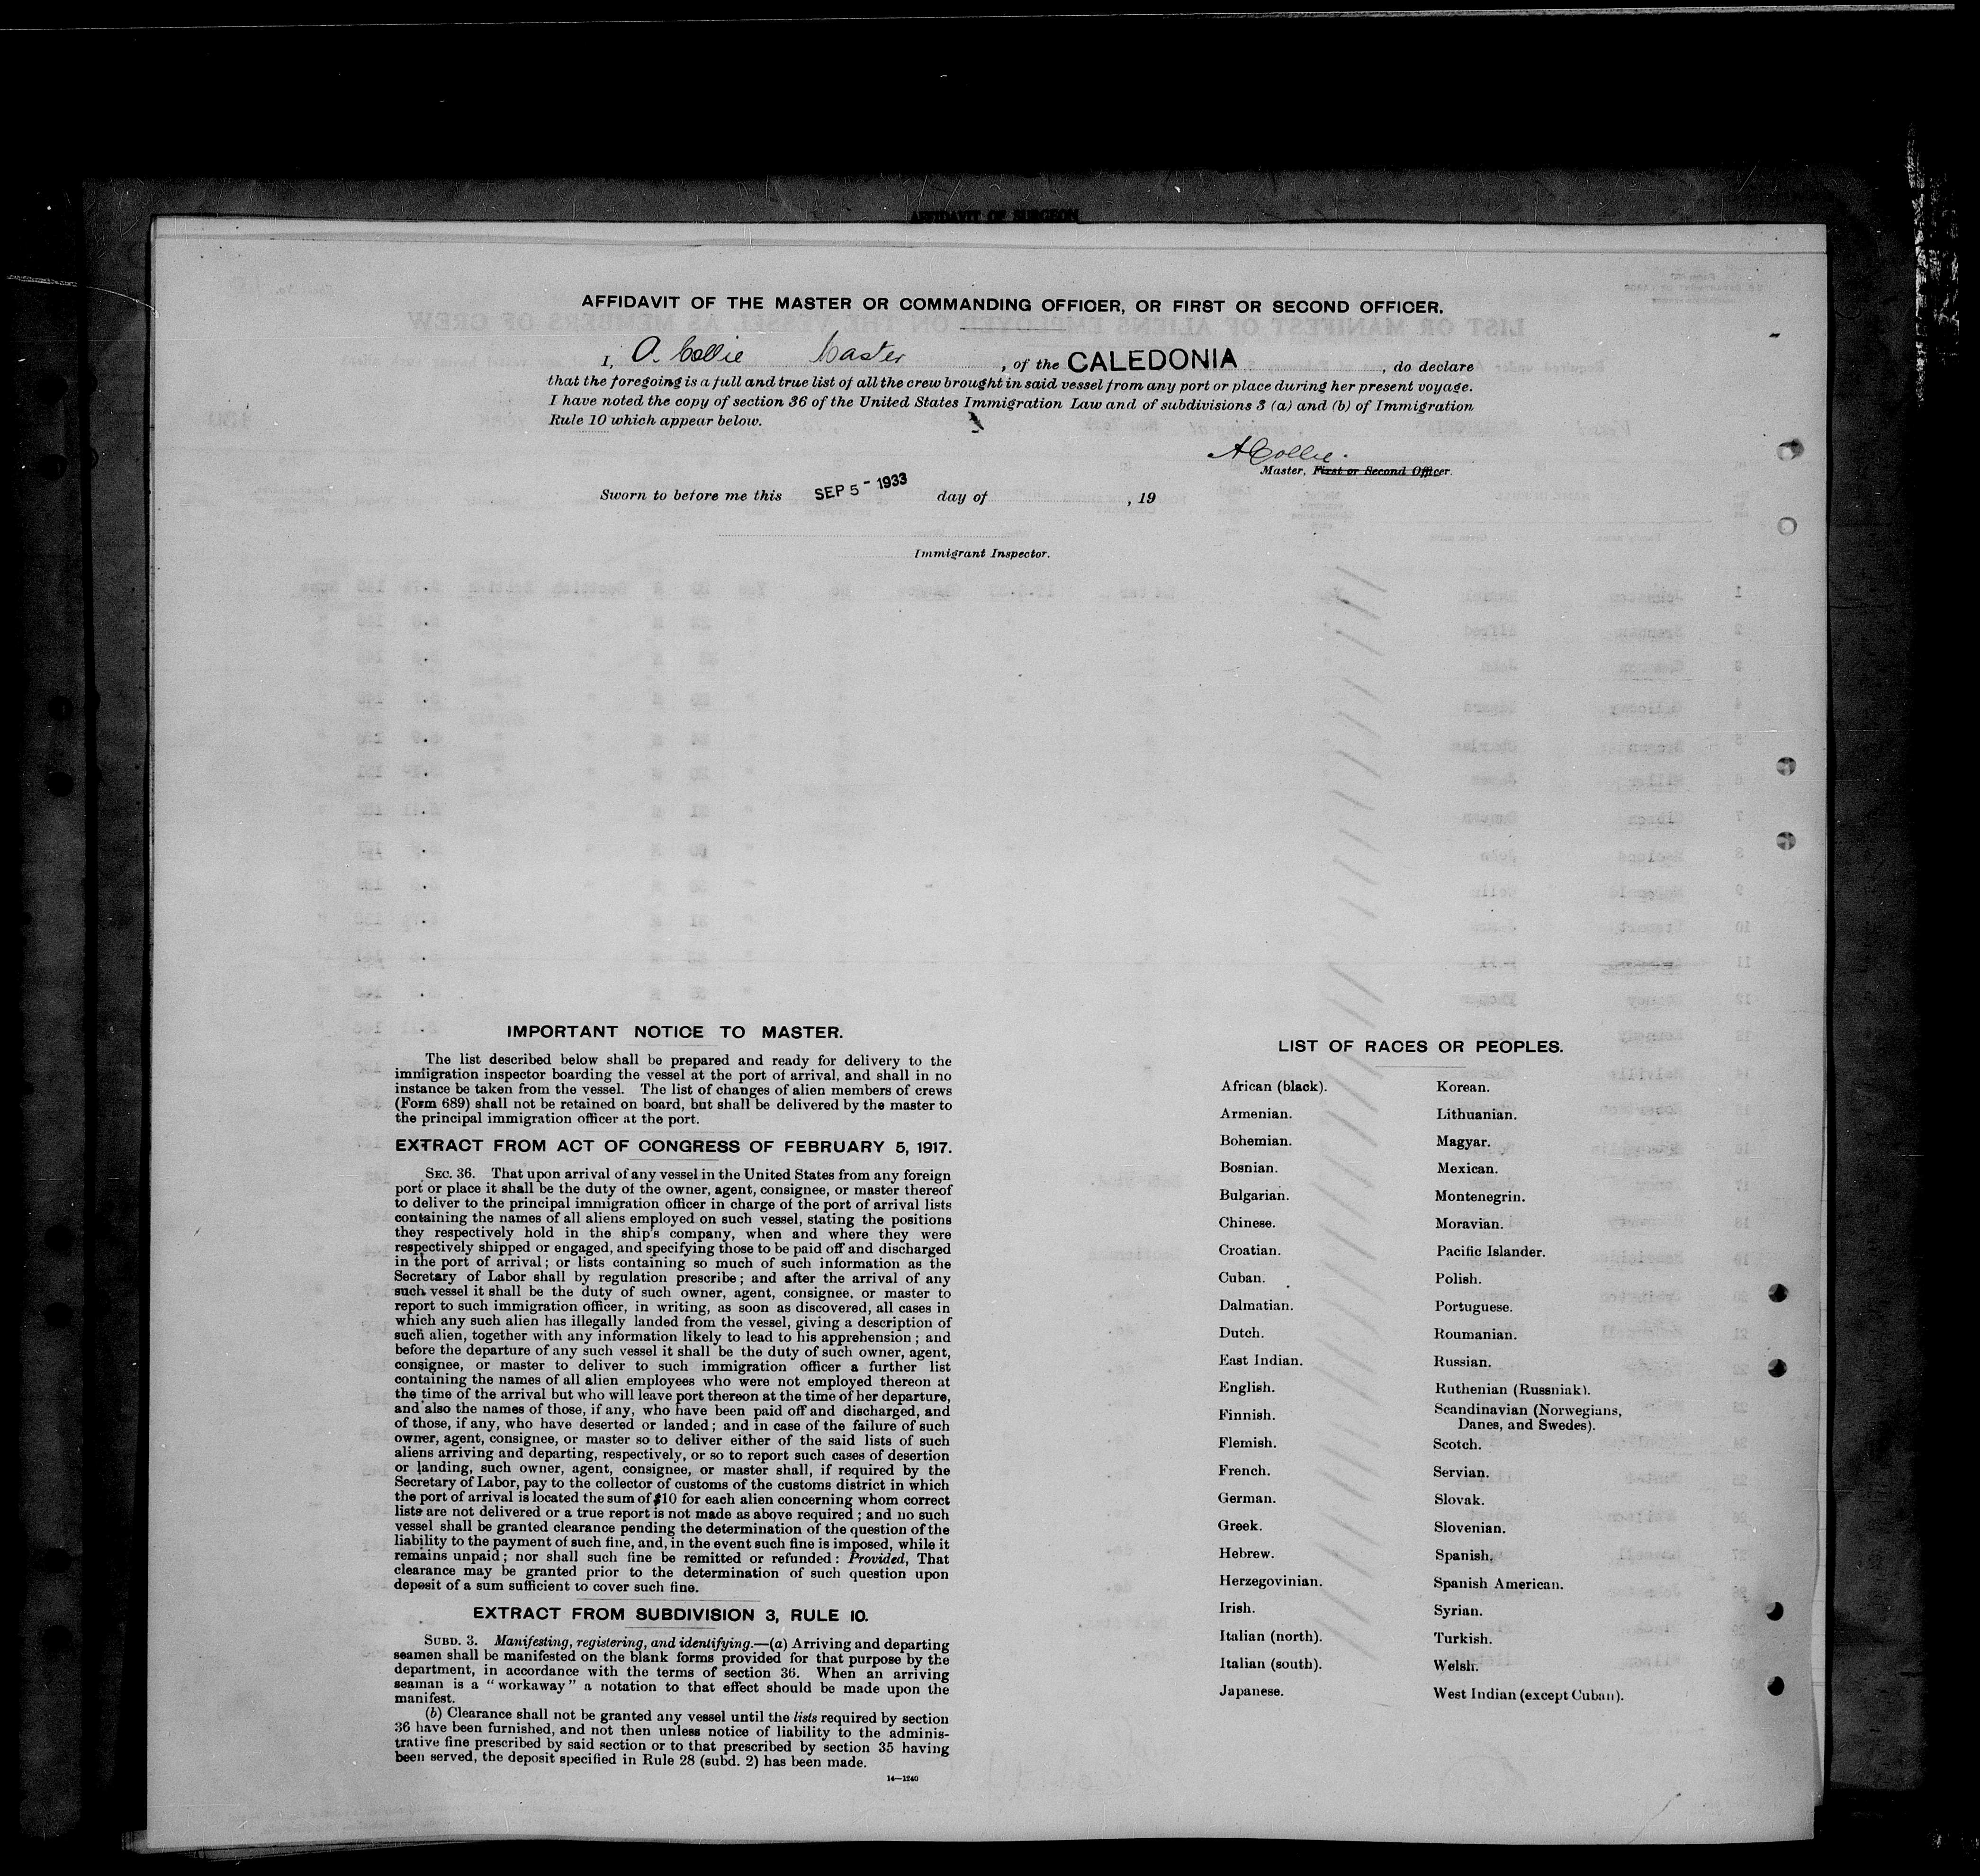 AFFIDAVIT OF SURGEON
AFFIDAVIT OF THE MASTER OR COMMANDING OFFICER, OR FIRST OR SECOND OFFICER.
I, A. Collie Master, of the CALEDONIA, do declare
that the foregoing is a full and true list of all the crew brought in said vessel from any port or place during her present voyage.
I have noted the copy of section 36 of the United States Immigration Law and of subdivisions 3 (a) and (b) of Immigration
Rule 10 which appear below.
A Collie.
Master, First or Second Officer.
Sworn to before me this SEP 5 - 1933 day of , 19
Immigrant Inspector.
IMPORTANT NOTICE TO MASTER.
The list described below shall be prepared and ready for delivery to the
immigration inspector boarding the vessel at the port of arrival, and shall in no
instance be taken from the vessel. The list of changes of alien members of crews
(Form 689) shall not be retained on board, but shall be delivered by the master to
the principal immigration officer at the port.
EXTRACT FROM ACT OF CONGRESS OF FEBRUARY 5, 1917.
SEC. 36. That upon arrival of any vessel in the United States from any foreign
port or place it shall be the duty of the owner, agent, consignee, or master thereof
to deliver to the principal immigration officer in charge of the port of arrival lists
containing the names of all aliens employed on such vessel, stating the positions
they respectively hold in the ship's company, when and where they were
respectively shipped or engaged, and specifying those to be paid off and discharged
in the port of arrival; or lists containing so much of such information as the
Secretary of Labor shall by regulation prescribe; and after the arrival of any
such vessel it shall be the duty of such owner, agent, consignee, or master to
report to such immigration officer, in writing, as soon as discovered, all cases in
which any such alien has illegally landed from the vessel, giving a description of
such alien, together with any information likely to lead to his apprehension; and
before the departure of any such vessel it shall be the duty of such owner, agent,
consignee, or master to deliver to such immigration officer a further list
containing the names of all alien employees who were not employed thereon at
the time of the arrival but who will leave port thereon at the time of her departure,
and also the names of those, if any, who have been paid off and discharged, and
of those, if any, who have deserted or landed; and in case of the failure of such
owner, agent, consignee, or master so to deliver either of the said lists of such
aliens arriving and departing, respectively, or so to report such cases of desertion
or landing, such owner, agent, consignee, or master shall, if required by the
Secretary of Labor, pay to the collector of customs of the customs district in which
the port of arrival is located the sum of $10 for each alien concerning whom correct
lists are not delivered or a true report is not made as above required; and no such
vessel shall be granted clearance pending the determination of the question of the
liability to the payment of such fine, and, in the event such fine is imposed, while it
remains unpaid; nor shall such fine be remitted or refunded: Provided, That
clearance may be granted prior to the determination of such question upon
deposit of a sum sufficient to cover such fine.
EXTRACT FROM SUBDIVISION 3, RULE 10.
SUBD. 3. Manifesting, registering, and identifying.—(a) Arriving and departing
seamen shall be manifested on the blank forms provided for that purpose by the
department, in accordance with the terms of section 36. When an arriving
seaman is a "workaway" a notation to that effect should be made upon the
manifest.
(b) Clearance shall not be granted any vessel until the lists required by section
36 have been furnished, and not then unless notice of liability to the adminis-
trative fine prescribed by said section or to that prescribed by section 35 having
been served, the deposit specified in Rule 28 (subd. 2) has been made.
14—1240
LIST OF RACES OR PEOPLES.
African (black).
Armenian.
Bohemian.
Bosnian.
Bulgarian.
Chinese.
Croatian.
Cuban.
Dalmatian.
Dutch.
East Indian.
English.
Finnish.
Flemish.
French.
German.
Greek.
Hebrew.
Herzegovinian.
Irish.
Italian (north).
Italian (south).
Japanese.
Korean.
Lithuanian.
Magyar.
Mexican.
Montenegrin.
Moravian.
Pacific Islander.
Polish.
Portuguese.
Roumanian.
Russian.
Ruthenian (Russniak).
Scandinavian (Norwegians,
Danes, and Swedes).
Scotch.
Servian.
Slovak.
Slovenian.
Spanish.
Spanish American.
Syrian.
Turkish.
Welsh.
West Indian (except Cuban).